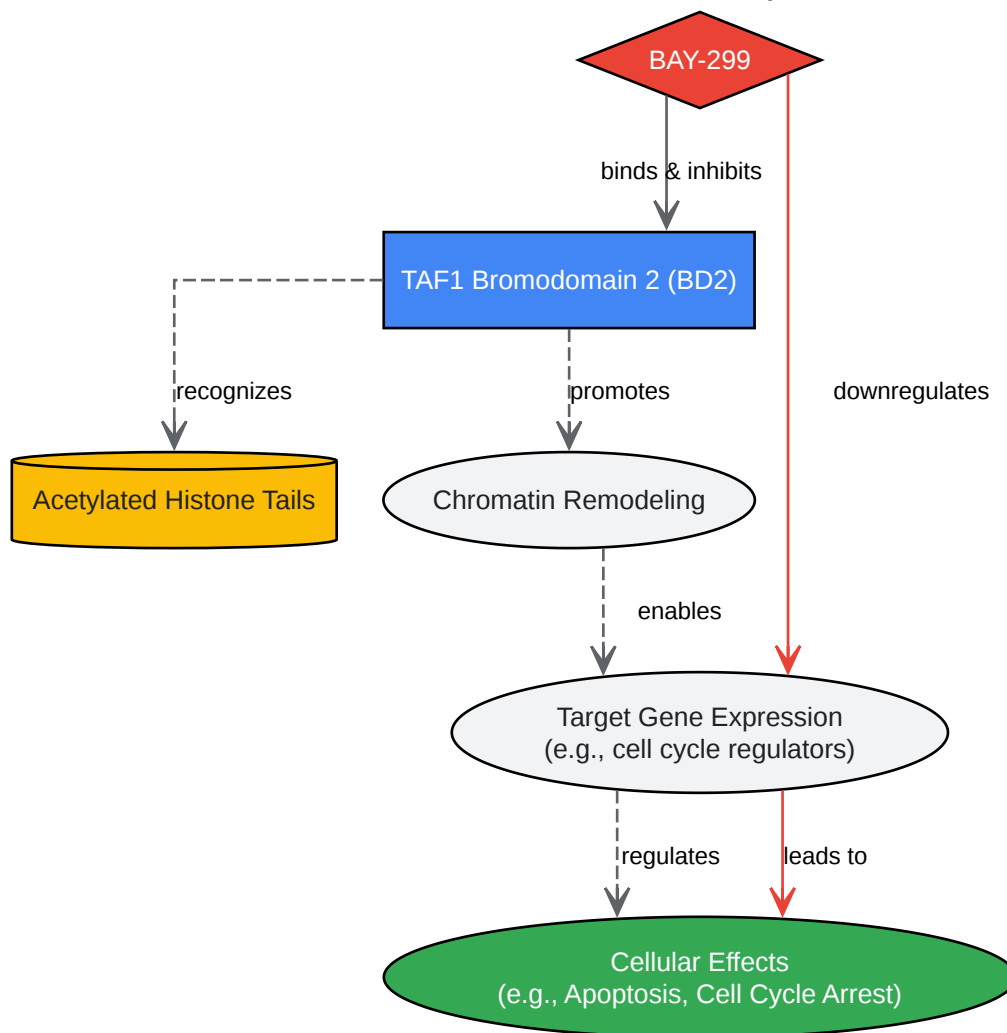 BAY-299
binds & inhibits
TAF1 Bromodomain 2 (BD2)
recognizes
promotes
downregulates
Acetylated Histone Tails
Chromatin Remodeling
enables
Target Gene Expression
(e.g., cell cycle regulators)
regulates
leads to
Cellular Effects
(e.g., Apoptosis, Cell Cycle Arrest)